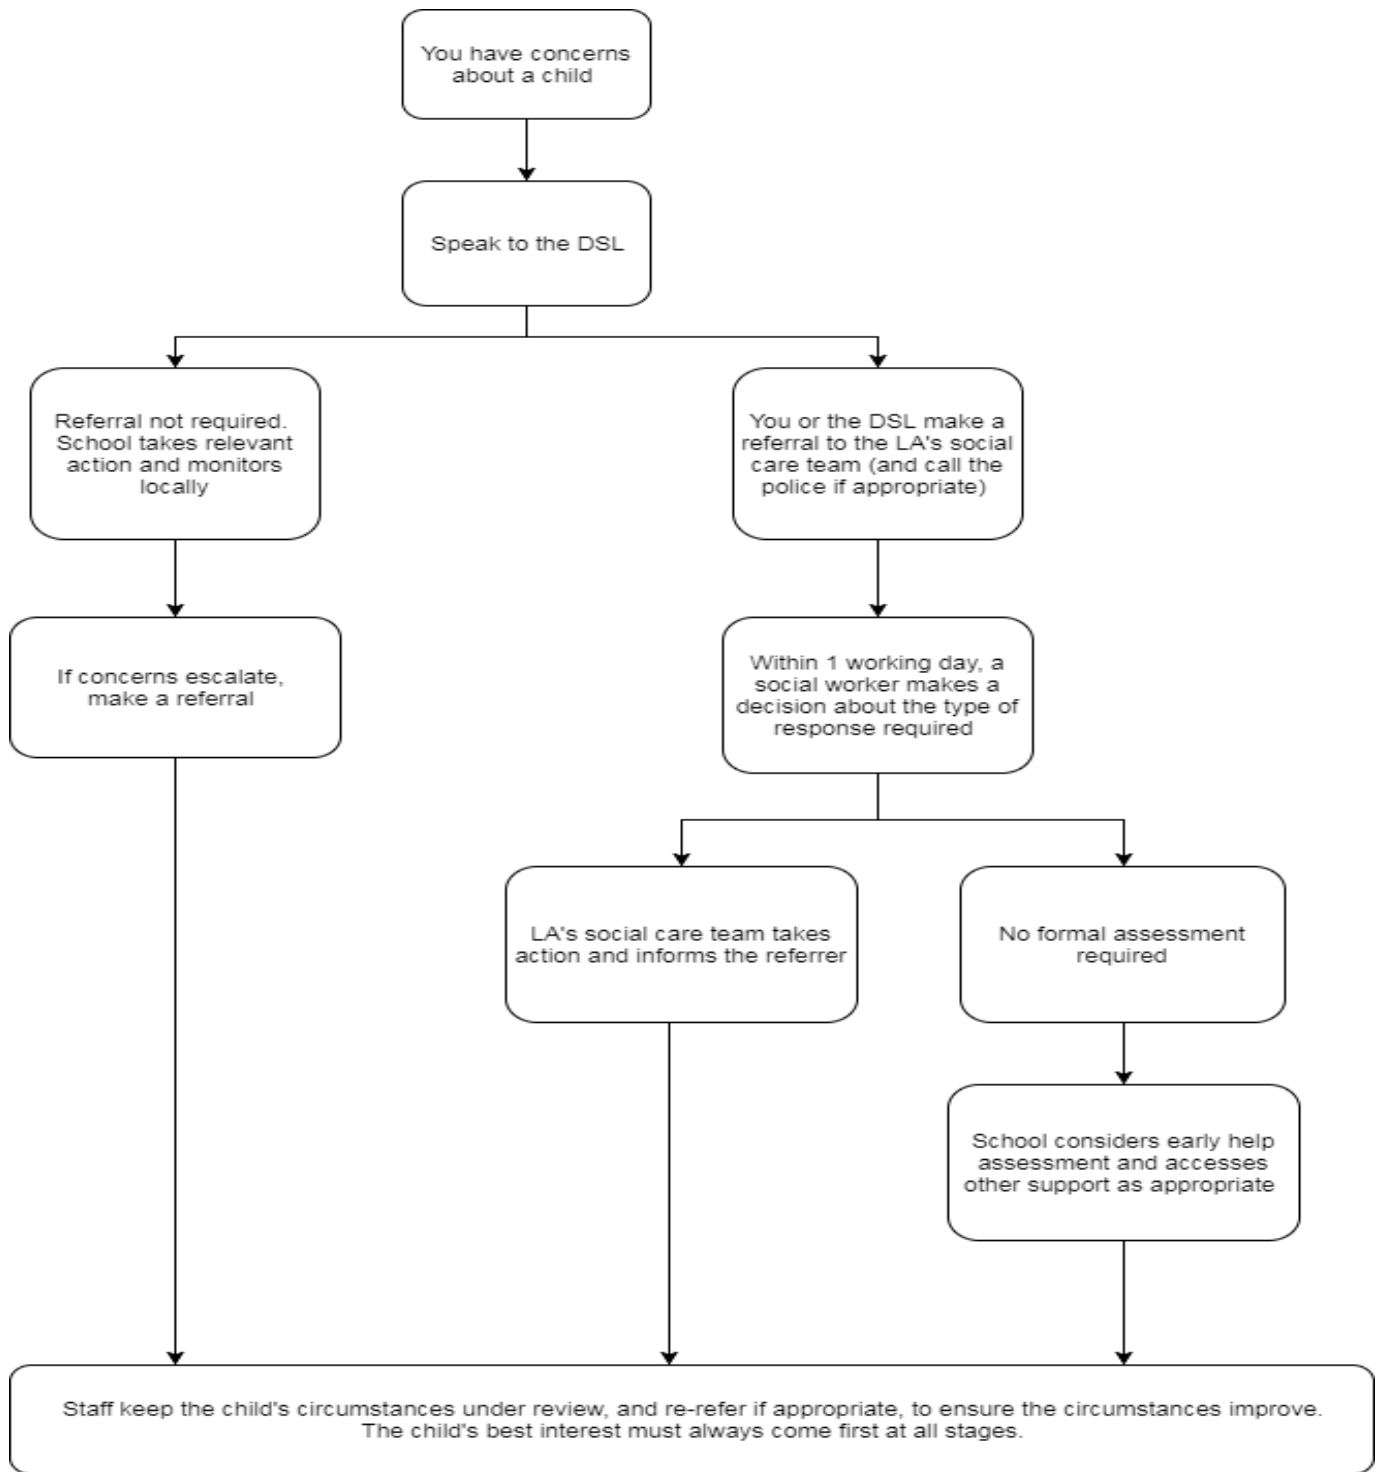 You have concerns
about a child
Speak to the DSL
Referral not required.
School takes relevant
action and monitors
locally
You or the DSL make a
referral to the LA's social
care team (and call the
police if appropriate)
If concerns escalate,
make a referral
Within 1 working day, a
social worker makes a
decision about the type of
response required
LA's social care team takes
action and informs the referrer
No formal assessment
required
School considers early help
assessment and accesses
other support as appropriate
Staff keep the child's circumstances under review, and re-refer if appropriate, to ensure the circumstances improve.
The child's best interest must always come first at all stages.